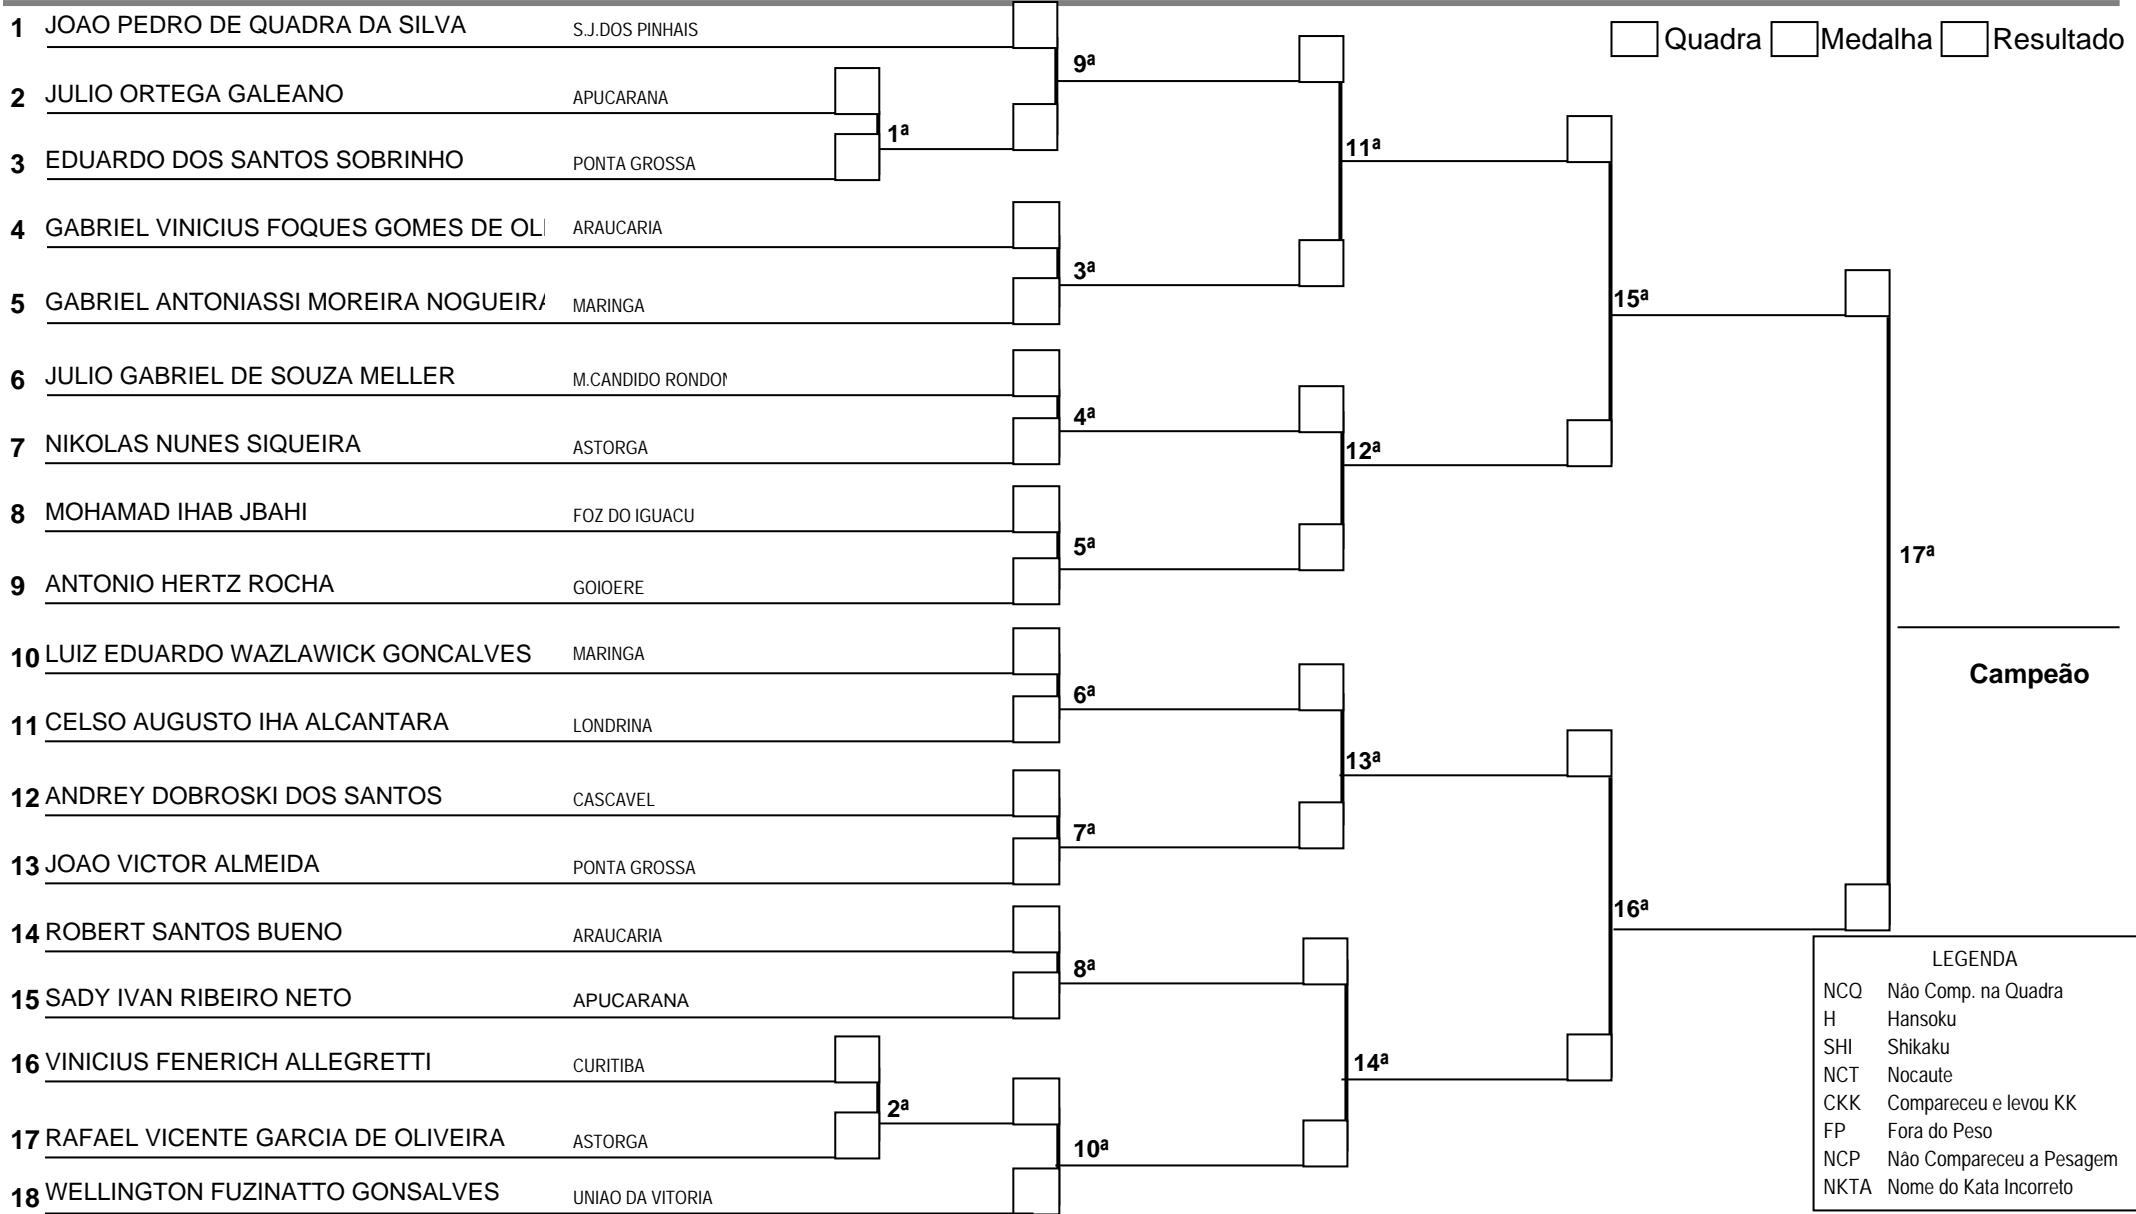 1 JOAO PEDRO DE QUADRA DA SILVA S.J.DOS PINHAIS
Quadra Medalha Resultado
9ª
2 JULIO ORTEGA GALEANO APUCARANA
1ª
11ª
3 EDUARDO DOS SANTOS SOBRINHO PONTA GROSSA
4 GABRIEL VINICIUS FOQUES GOMES DE OLI ARAUCARIA
3ª
5 GABRIEL ANTONIASSI MOREIRA NOGUEIRA MARINGA
15ª
6 JULIO GABRIEL DE SOUZA MELLER M.CANDIDO RONDON
4ª
7 NIKOLAS NUNES SIQUEIRA ASTORGA
12ª
8 MOHAMAD IHAB JBAHI FOZ DO IGUACU
5ª
17ª
9 ANTONIO HERTZ ROCHA GOIOERE
10 LUIZ EDUARDO WAZLAWICK GONCALVES MARINGA
Campeão
6ª
11 CELSO AUGUSTO IHA ALCANTARA LONDRINA
13ª
12 ANDREY DOBROSKI DOS SANTOS CASCAVEL
7ª
13 JOAO VICTOR ALMEIDA PONTA GROSSA
16ª
14 ROBERT SANTOS BUENO ARAUCARIA
8ª
15 SADY IVAN RIBEIRO NETO APUCARANA
16 VINICIUS FENERICH ALLEGRETTI CURITIBA
14ª
2ª
17 RAFAEL VICENTE GARCIA DE OLIVEIRA ASTORGA
10ª
18 WELLINGTON FUZINATTO GONSALVES UNIAO DA VITORIA
LEGENDA
NCQ Nâo Comp. na Quadra
H Hansoku
SHI Shikaku
NCT Nocaute
CKK Compareceu e levou KK
FP Fora do Peso
NCP Nâo Compareceu a Pesagem
NKTA Nome do Kata Incorreto